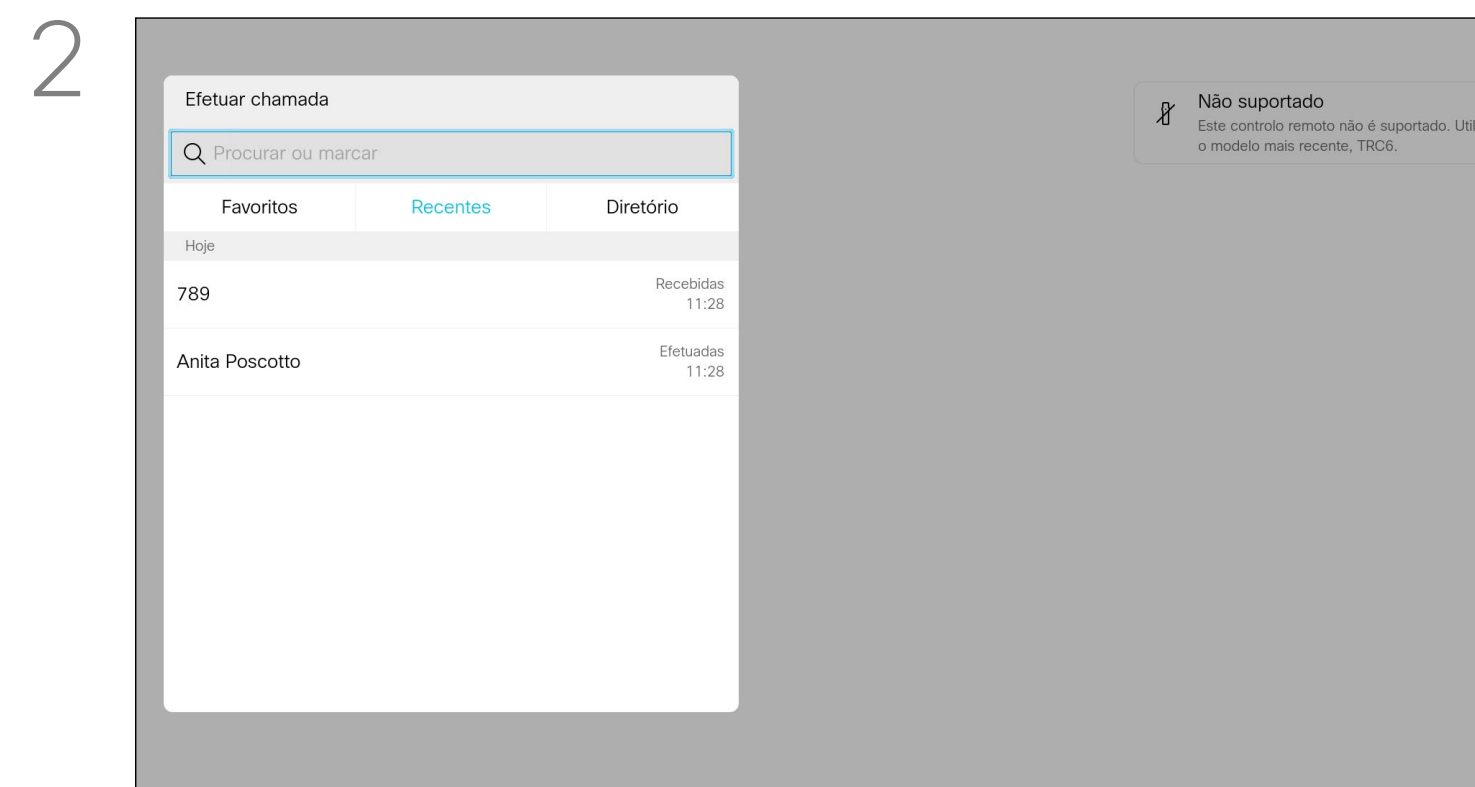 2
Efetuar chamada
Procurar ou marcar
Favoritos Recentes Diretório
Hoje
789
Recebidas
11:28
Anita Poscotto
Efetuadas
11:28
Não suportado
Este controlo remoto não é suportado.
o modelo mais recente, TRC6.